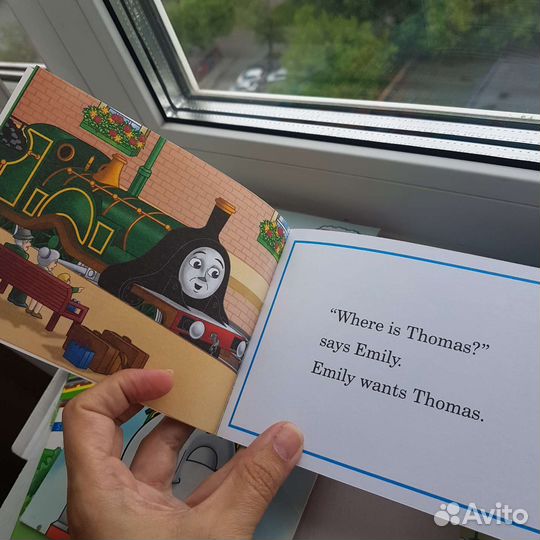 “Where is Thomas?”
says Emily.
Emily wants Thomas.
Avito